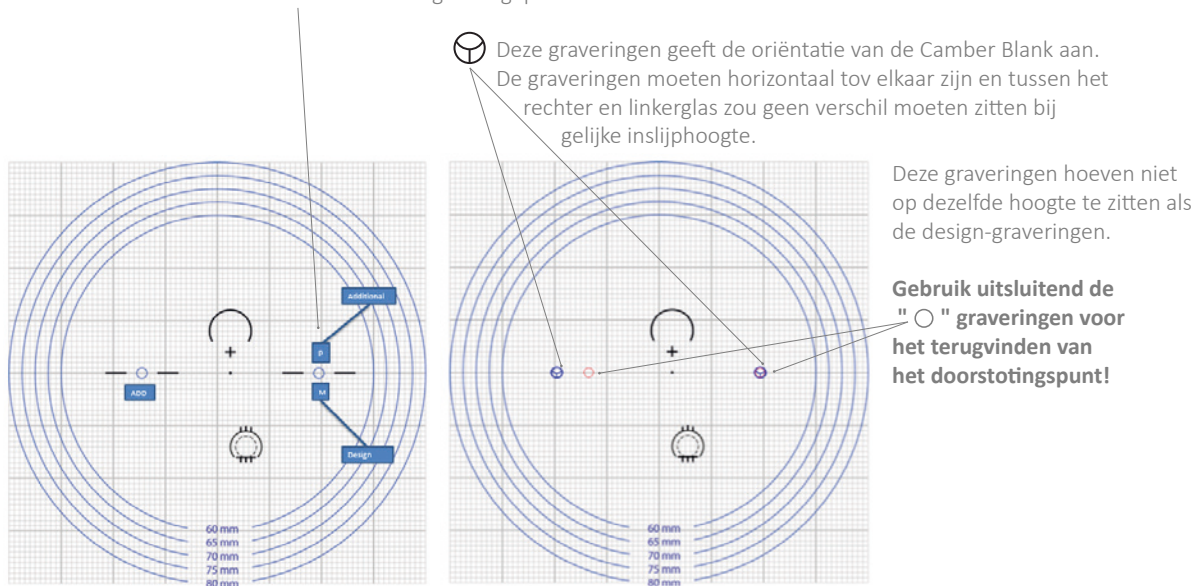 Deze graveringen geeft de oriëntatie van de Camber Blank aan.
De graveringen moeten horizontaal tov elkaar zijn en tussen het
rechter en linkerglas zou geen verschil moeten zitten bij
gelijke inslijphoogte.
Deze graveringen hoeven niet
op dezelfde hoogte te zitten als
de design-graveringen.
Gebruik uitsluitend de
" ○ " graveringen voor
het terugvinden van
het doorstotingspunt!
Additional
P
ADD
M
Design
60 mm
65 mm
70 mm
75 mm
80 mm
60 mm
65 mm
70 mm
75 mm
80 mm